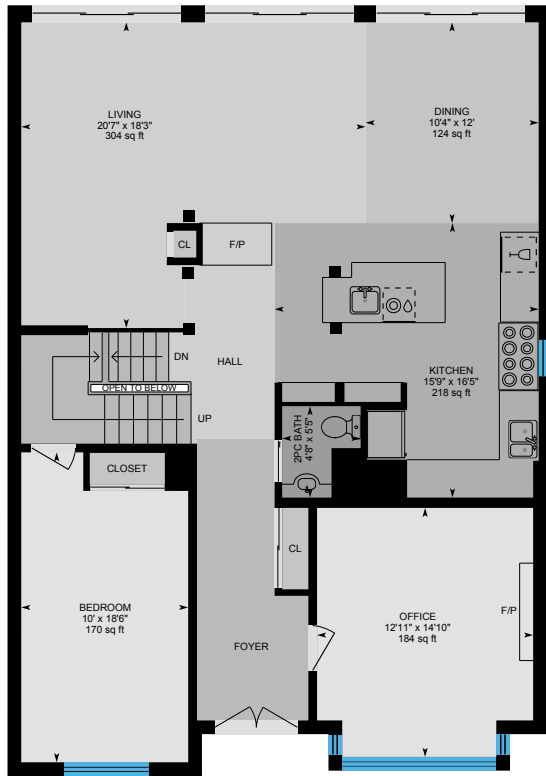 LIVING
20'7" x 18'3"
304 sq ft
DINING
10'4" x 12'
124 sq ft
CL
F/P
DN
HALL
OPEN TO BELOW
UP
KITCHEN
15'9" x 16'5"
218 sq ft
2PC BATH
4'8" x 5'5"
CLOSET
CL
BEDROOM
10' x 18'6"
170 sq ft
OFFICE
12'11" x 14'10"
184 sq ft
F/P
FOYER